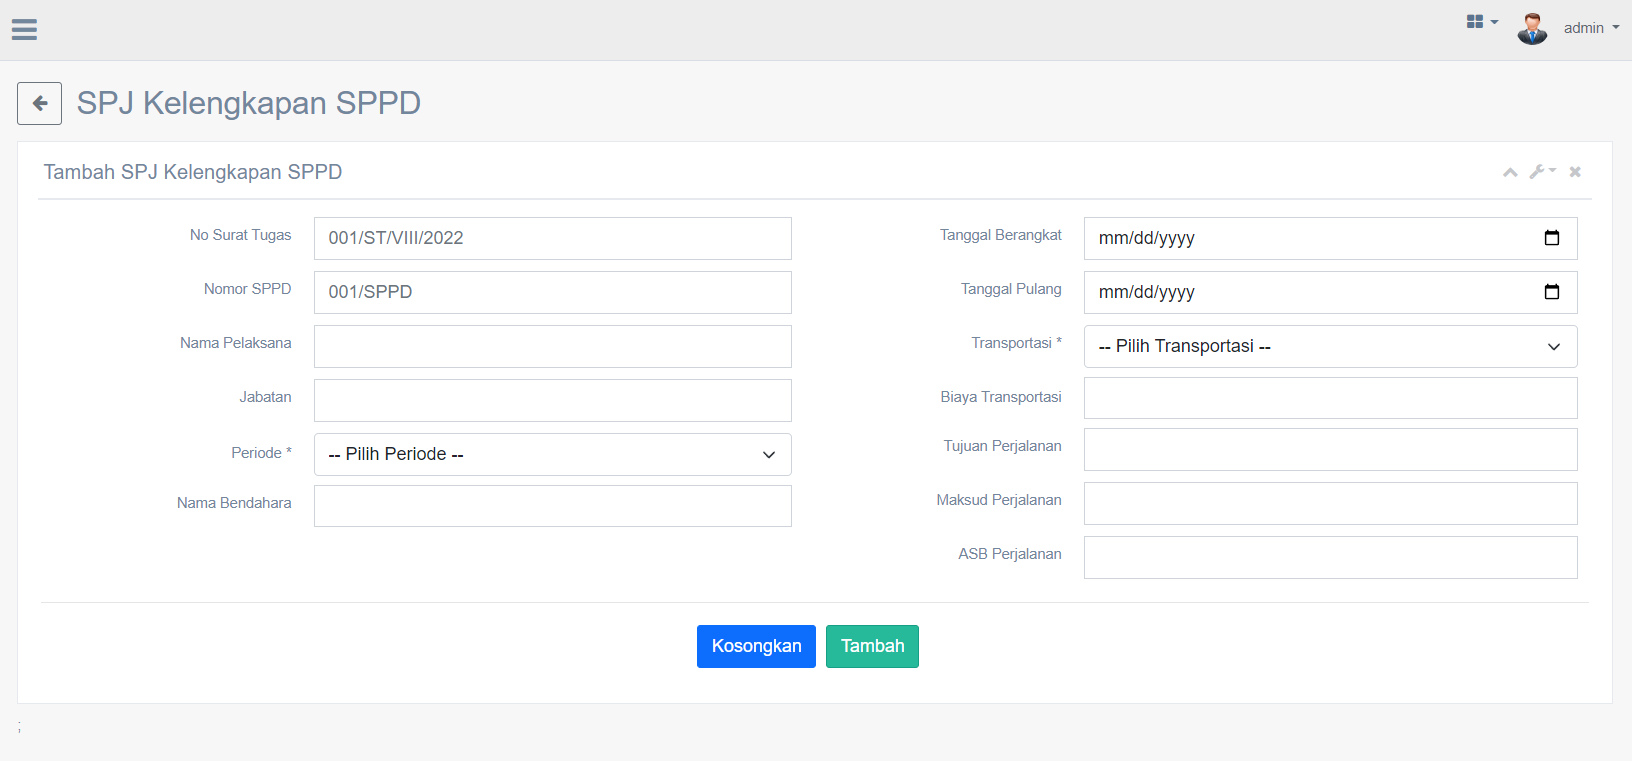 admin
SPJ Kelengkapan SPPD
Tambah SPJ Kelengkapan SPPD
No Surat Tugas
001/ST/VIII/2022
Nomor SPPD
001/SPPD
Nama Pelaksana
Jabatan
Periode *
-- Pilih Periode --
Nama Bendahara
Tanggal Berangkat
mm/dd/yyyy
Tanggal Pulang
mm/dd/yyyy
Transportasi *
-- Pilih Transportasi --
Biaya Transportasi
Tujuan Perjalanan
Maksud Perjalanan
ASB Perjalanan
Kosongkan
Tambah
;